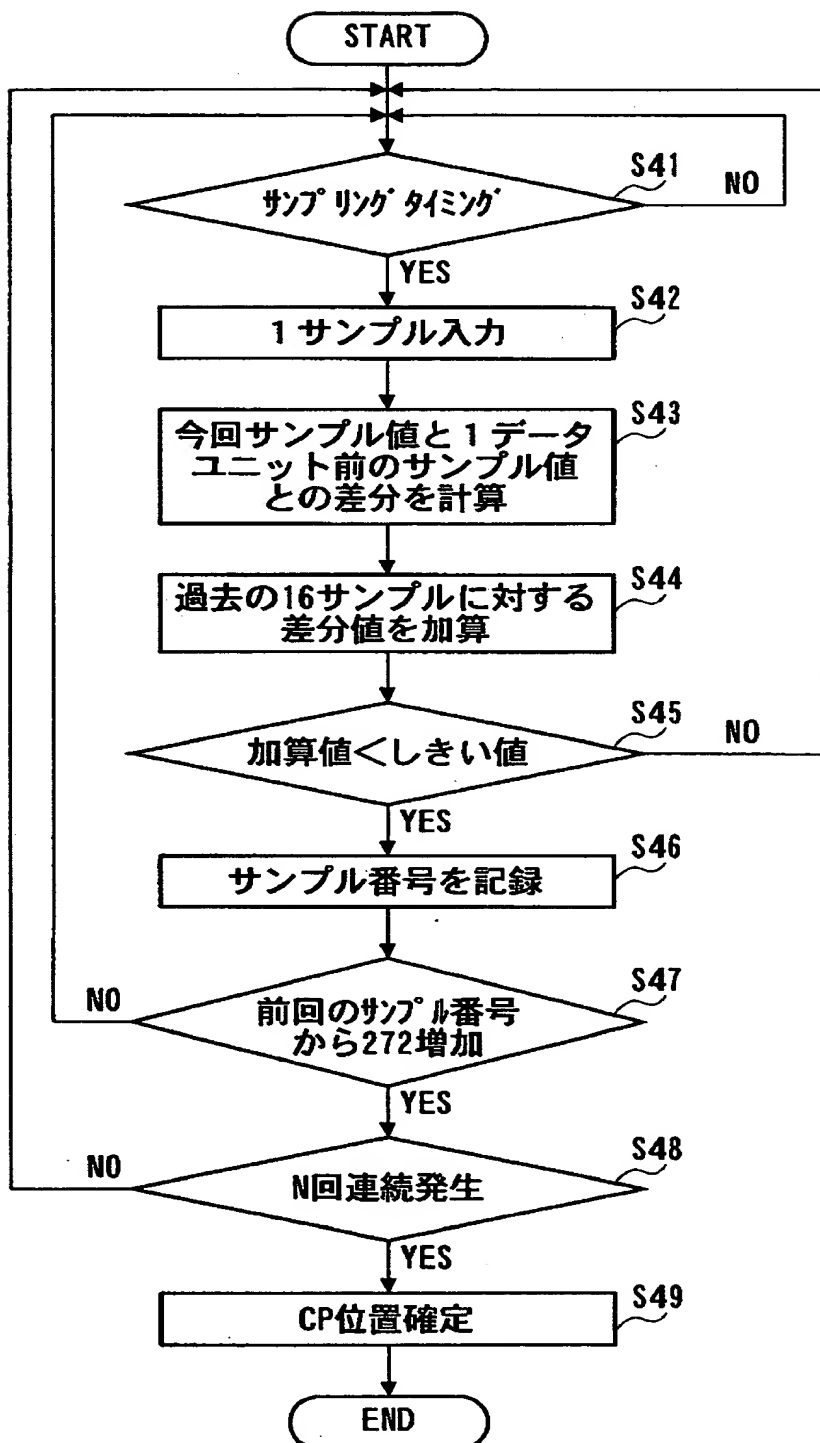 START
S41
サンプリングタイミング
NO
YES
S42
1サンプル入力
S43
今回サンプル値と1データ
ユニット前のサンプル値
との差分を計算
S44
過去の16サンプルに対する
差分値を加算
S45
加算値<しきい値
NO
YES
S46
サンプル番号を記録
S47
NO
前回のサンプル番号
から272増加
YES
S48
NO
N回連続発生
YES
S49
CP位置確定
END